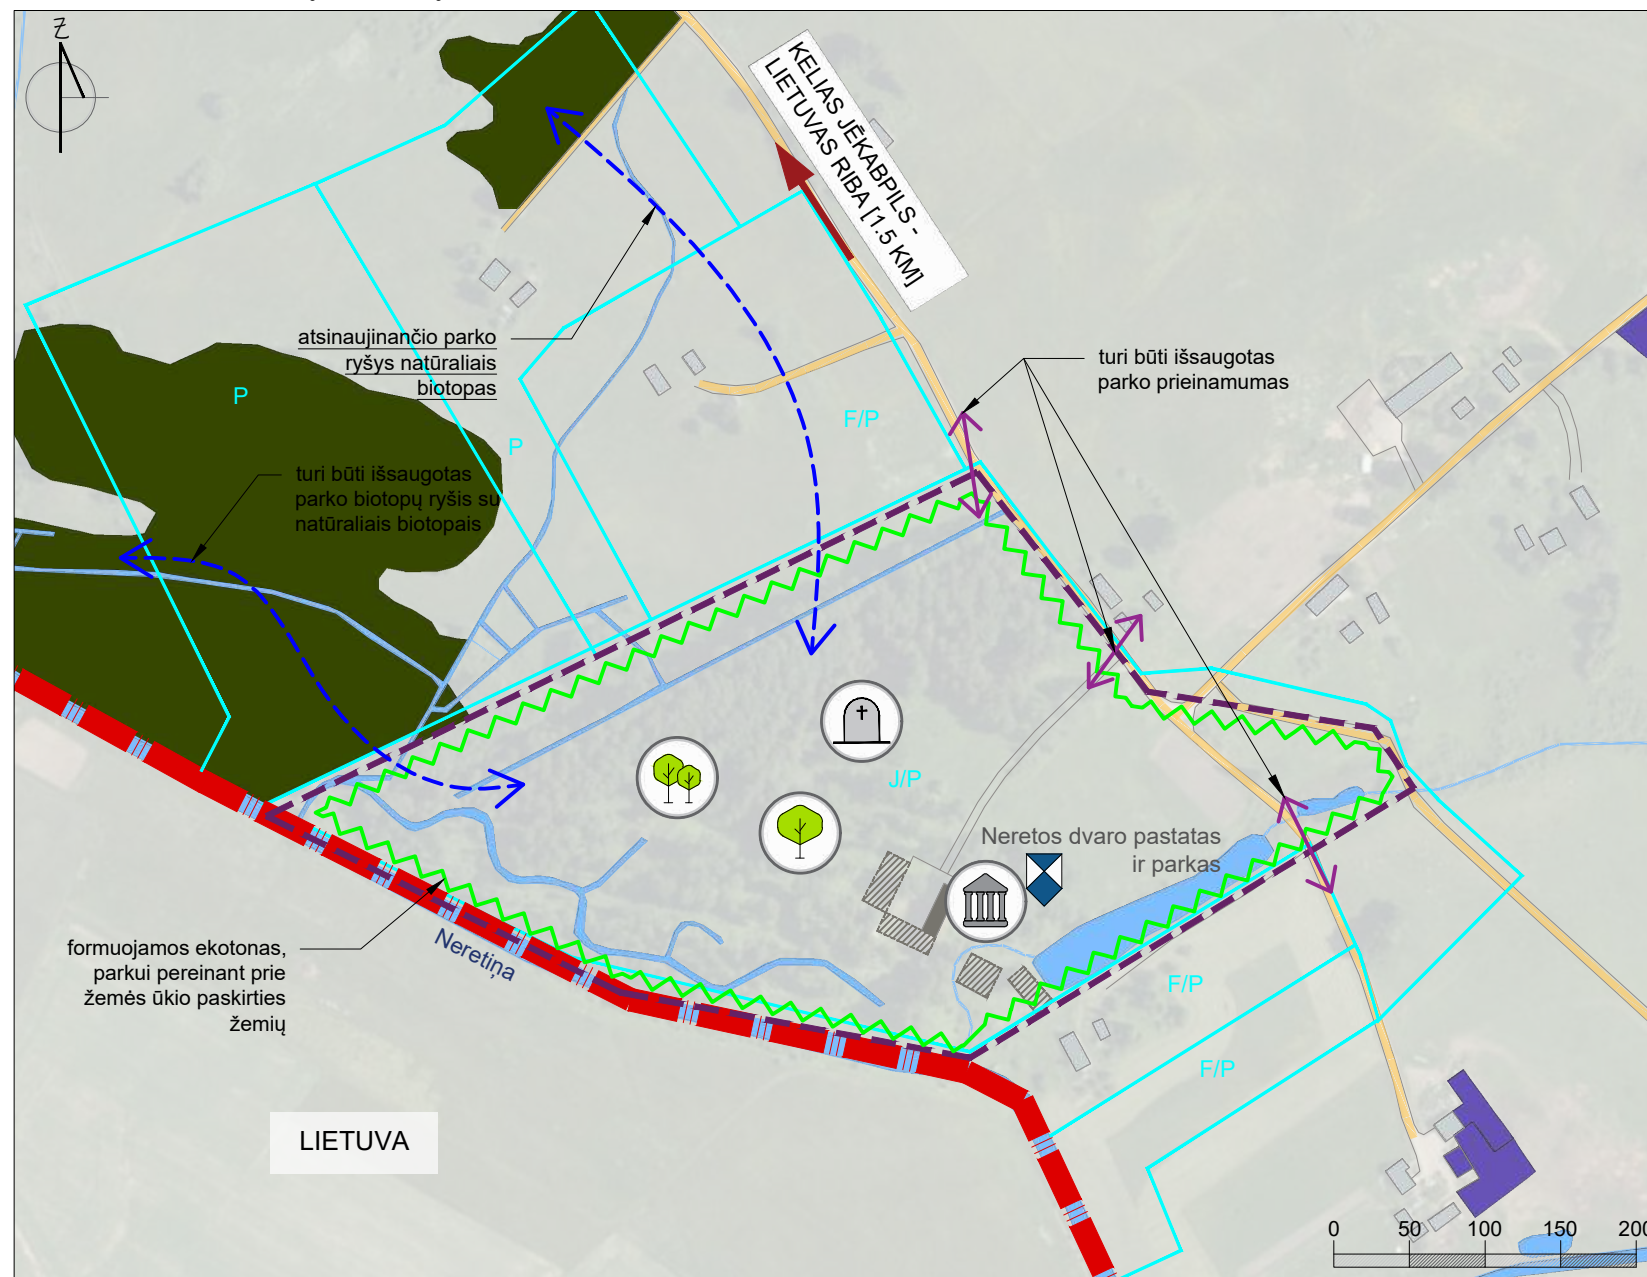 Z
KELIAS JĒKABPILS -
LIETUVAS RIBA [1.5 KM]
atsinaujinančio parko
ryšys natūraliais
biotopas
turi būti išsaugotas
parko prieinamumas
P
F/P
P
turi būti išsaugotas
parko biotopų ryšis su
natūraliais biotopais
J/P
Neretos dvaro pastatas
ir parkas
formuojamos ekotonas,
parkui pereinant prie
žemės ūkio paskirties
žemių
Neretiņa
F/P
F/P
LIETUVA
0 50 100 150 200